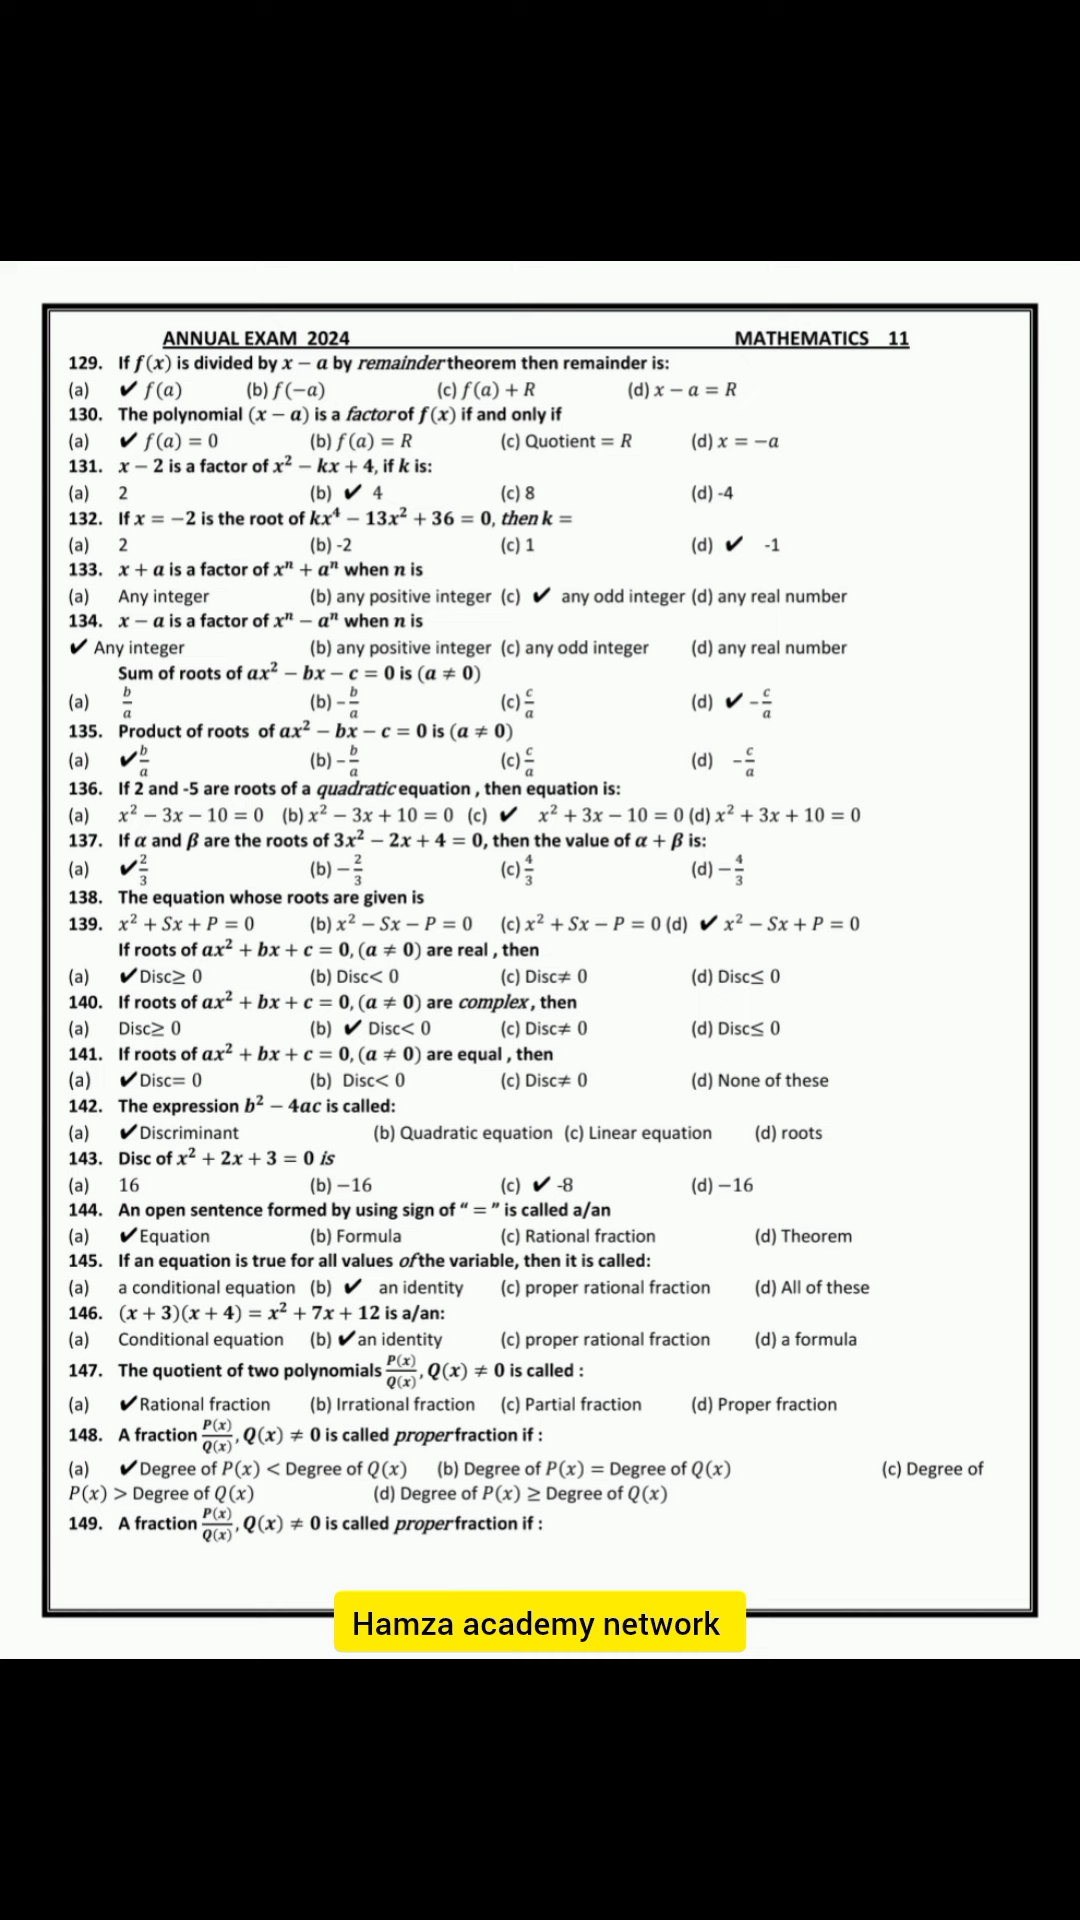 ANNUAL EXAM 2024 MATHEMATICS 11
129. If f(x) is divided by x − a by remainder theorem then remainder is:
(a) ✔ f(a) (b) f(−a) (c) f(a) + R (d) x − a = R
130. The polynomial (x − a) is a factor of f(x) if and only if
(a) ✔ f(a) = 0 (b) f(a) = R (c) Quotient = R (d) x = −a
131. x − 2 is a factor of x² − kx + 4, if k is:
(a) 2 (b) ✔ 4 (c) 8 (d) -4
132. If x = −2 is the root of kx⁴ − 13x² + 36 = 0, then k =
(a) 2 (b) -2 (c) 1 (d) ✔ -1
133. x + a is a factor of xⁿ + aⁿ when n is
(a) Any integer (b) any positive integer (c) ✔ any odd integer (d) any real number
134. x − a is a factor of xⁿ − aⁿ when n is
✔ Any integer (b) any positive integer (c) any odd integer (d) any real number
Sum of roots of ax² − bx − c = 0 is (a ≠ 0)
(a) b/a (b) − b/a (c) c/a (d) ✔ − c/a
135. Product of roots of ax² − bx − c = 0 is (a ≠ 0)
(a) ✔ b/a (b) − b/a (c) c/a (d) − c/a
136. If 2 and -5 are roots of a quadratic equation , then equation is:
(a) x² − 3x − 10 = 0 (b) x² − 3x + 10 = 0 (c) ✔ x² + 3x − 10 = 0 (d) x² + 3x + 10 = 0
137. If α and β are the roots of 3x² − 2x + 4 = 0, then the value of α + β is:
(a) ✔ 2/3 (b) − 2/3 (c) 4/3 (d) − 4/3
138. The equation whose roots are given is
139. x² + Sx + P = 0 (b) x² − Sx − P = 0 (c) x² + Sx − P = 0 (d) ✔ x² − Sx + P = 0
If roots of ax² + bx + c = 0, (a ≠ 0) are real , then
(a) ✔ Disc≥ 0 (b) Disc< 0 (c) Disc≠ 0 (d) Disc≤ 0
140. If roots of ax² + bx + c = 0, (a ≠ 0) are complex , then
(a) Disc≥ 0 (b) ✔ Disc< 0 (c) Disc≠ 0 (d) Disc≤ 0
141. If roots of ax² + bx + c = 0, (a ≠ 0) are equal , then
(a) ✔ Disc= 0 (b) Disc< 0 (c) Disc≠ 0 (d) None of these
142. The expression b² − 4ac is called:
(a) ✔ Discriminant (b) Quadratic equation (c) Linear equation (d) roots
143. Disc of x² + 2x + 3 = 0 is
(a) 16 (b) −16 (c) ✔ -8 (d) −16
144. An open sentence formed by using sign of “ = ” is called a/an
(a) ✔ Equation (b) Formula (c) Rational fraction (d) Theorem
145. If an equation is true for all values of the variable, then it is called:
(a) a conditional equation (b) ✔ an identity (c) proper rational fraction (d) All of these
146. (x + 3)(x + 4) = x² + 7x + 12 is a/an:
(a) Conditional equation (b) ✔ an identity (c) proper rational fraction (d) a formula
147. The quotient of two polynomials P(x)/Q(x) , Q(x) ≠ 0 is called :
(a) ✔ Rational fraction (b) Irrational fraction (c) Partial fraction (d) Proper fraction
148. A fraction P(x)/Q(x) , Q(x) ≠ 0 is called proper fraction if :
(a) ✔ Degree of P(x) < Degree of Q(x) (b) Degree of P(x) = Degree of Q(x) (c) Degree of
P(x) > Degree of Q(x) (d) Degree of P(x) ≥ Degree of Q(x)
149. A fraction P(x)/Q(x) , Q(x) ≠ 0 is called proper fraction if :
Hamza academy network